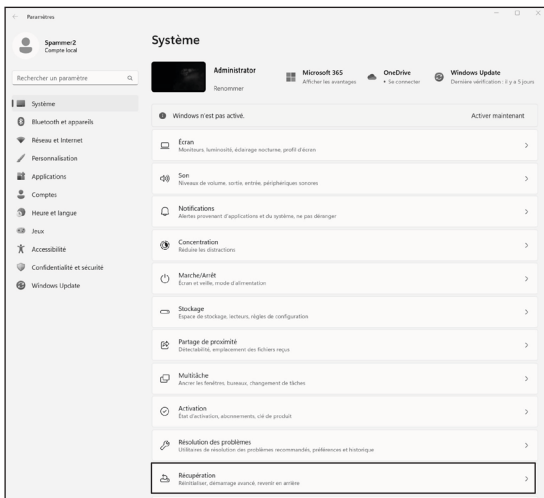 Paramètres
Spammer2
Compte local
Rechercher un paramètre
Système
Bluetooth et appareils
Réseau et Internet
Personnalisation
Applications
Comptes
Heure et langue
Jeux
Accessibilité
Confidentialité et sécurité
Windows Update
Système
Administrator
Renommer
Microsoft 365
Afficher les avantages
OneDrive
• Se connecter
Windows Update
Dernière vérification : il y a 5 jours
Windows n'est pas activé. Activer maintenant
Écran
Moniteurs, luminosité, éclairage nocturne, profil d'écran
Son
Niveaux de volume, sortie, entrée, périphériques sonores
Notifications
Alertes provenant d'applications et du système, ne pas déranger
Concentration
Réduire les distractions
Marche/Arrêt
Écran et veille, mode d'alimentation
Stockage
Espace de stockage, lecteurs, règles de configuration
Partage de proximité
Détectabilité, emplacement des fichiers reçus
Multitâche
Ancrer les fenêtres, bureaux, changement de tâches
Activation
État d'activation, abonnements, clé de produit
Résolution des problèmes
Utilitaires de résolution des problèmes recommandés, préférences et historique
Récupération
Réinitialiser, démarrage avancé, revenir en arrière